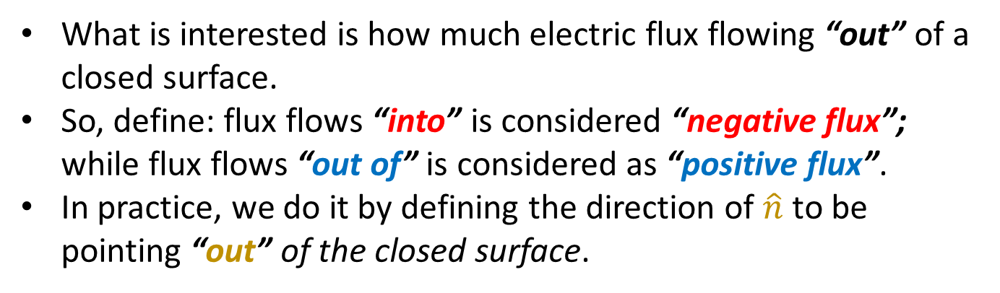 • What is interested is how much electric flux flowing “out” of a
closed surface.
• So, define: flux flows “into” is considered “negative flux”;
while flux flows “out of” is considered as “positive flux”.
• In practice, we do it by defining the direction of n̂ to be
pointing “out” of the closed surface.